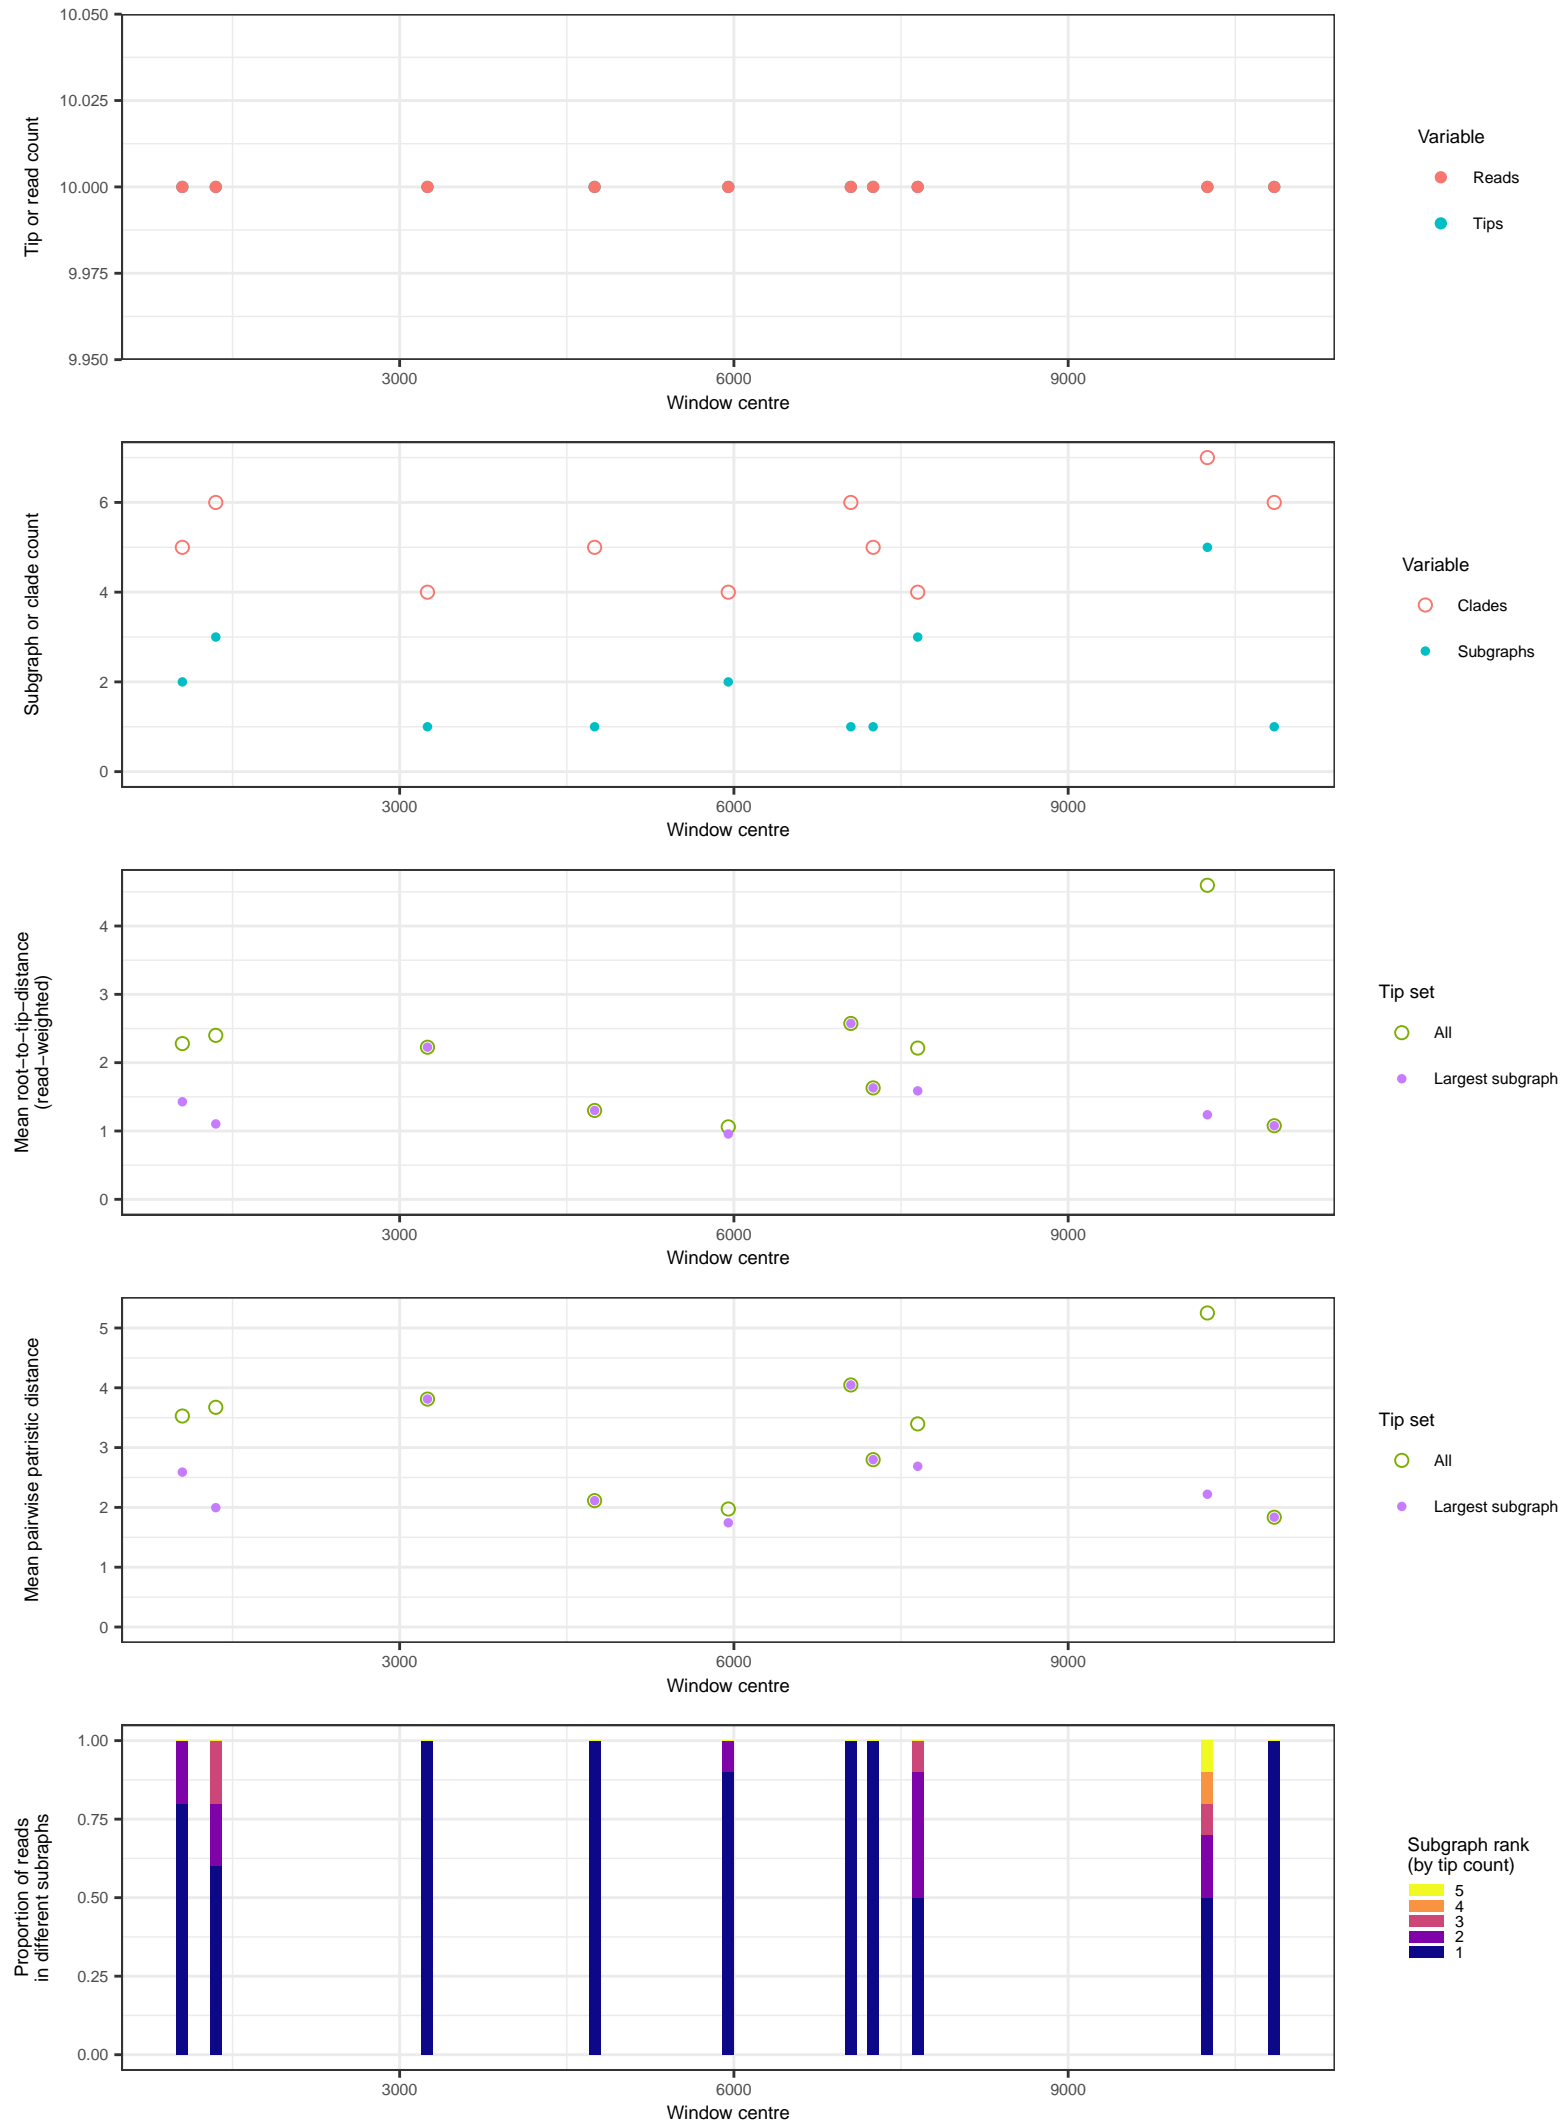 10.050
10.025
10.000
9.975
9.950
Tip or read count
3000 6000 9000
Window centre
Variable
Reads
Tips
6
4
2
0
Subgraph or clade count
3000 6000 9000
Window centre
Variable
Clades
Subgraphs
4
3
2
1
0
Mean root−to−tip−distance
(read−weighted)
3000 6000 9000
Window centre
Tip set
All
Largest subgraph
5
4
3
2
1
0
Mean pairwise patristic distance
3000 6000 9000
Window centre
Tip set
All
Largest subgraph
1.00
0.75
0.50
0.25
0.00
Proportion of reads
in different subraphs
3000 6000 9000
Window centre
Subgraph rank
(by tip count)
5
4
3
2
1